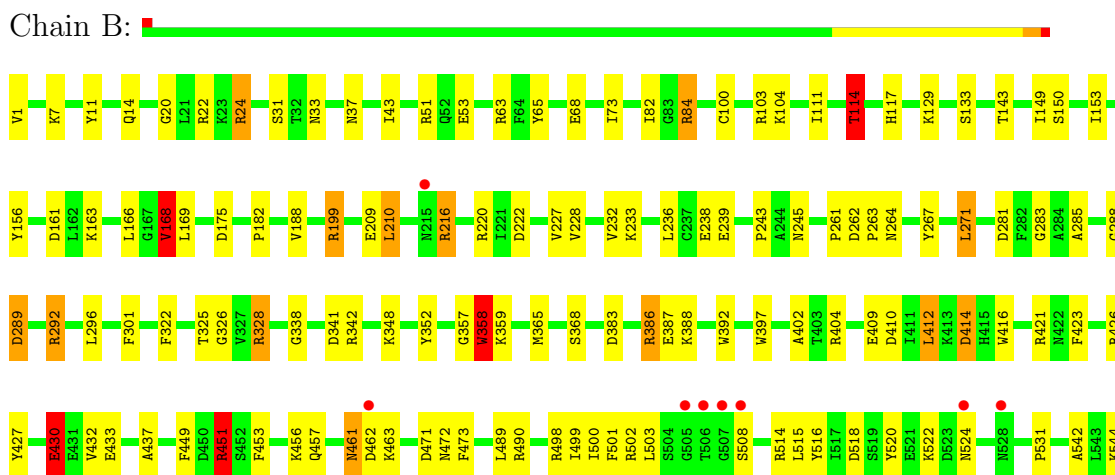 Chain B:
V1 K7 Y11 Q14 G20 L21 R22 K23 R24 S31 T32 N33 N37 I43 R51 Q52 E53 R63 F64 Y65 E68 I73 I82 G83 R84 C100 R103 K104 I111 T114 H117 K129 S133 T143 I149 S150 I153
Y156 D161 L162 K163 L166 G167 V168 L169 D175 P182 V188 R199 E209 L210 N215 R216 R220 I221 D222 V227 V228 V232 K233 L236 C237 E238 E239 P243 A244 N245 P261 D262 P263 N264 Y267 L271 D281 F282 G283 A284 A285
D289 R292 L296 F301 F322 T325 G326 V327 R328 G338 D341 R342 K348 Y352 G357 W358 K359 M365 S368 D383 R386 E387 K388 W392 W397 A402 T403 R404 E409 D410 I411 L412 K413 D414 H415 W416 R421 N422 F423
Y427 E430 E431 V432 E433 A437 F449 D450 R451 S452 F453 K456 Q457 N461 D462 K463 D471 N472 F473 L489 R490 R498 I499 I500 F501 R502 L503 S504 G505 T506 G507 S508 R514 L515 Y516 I517 D518 S519 Y520 E521 K522 D523 N524 N528 P531 A542 L543